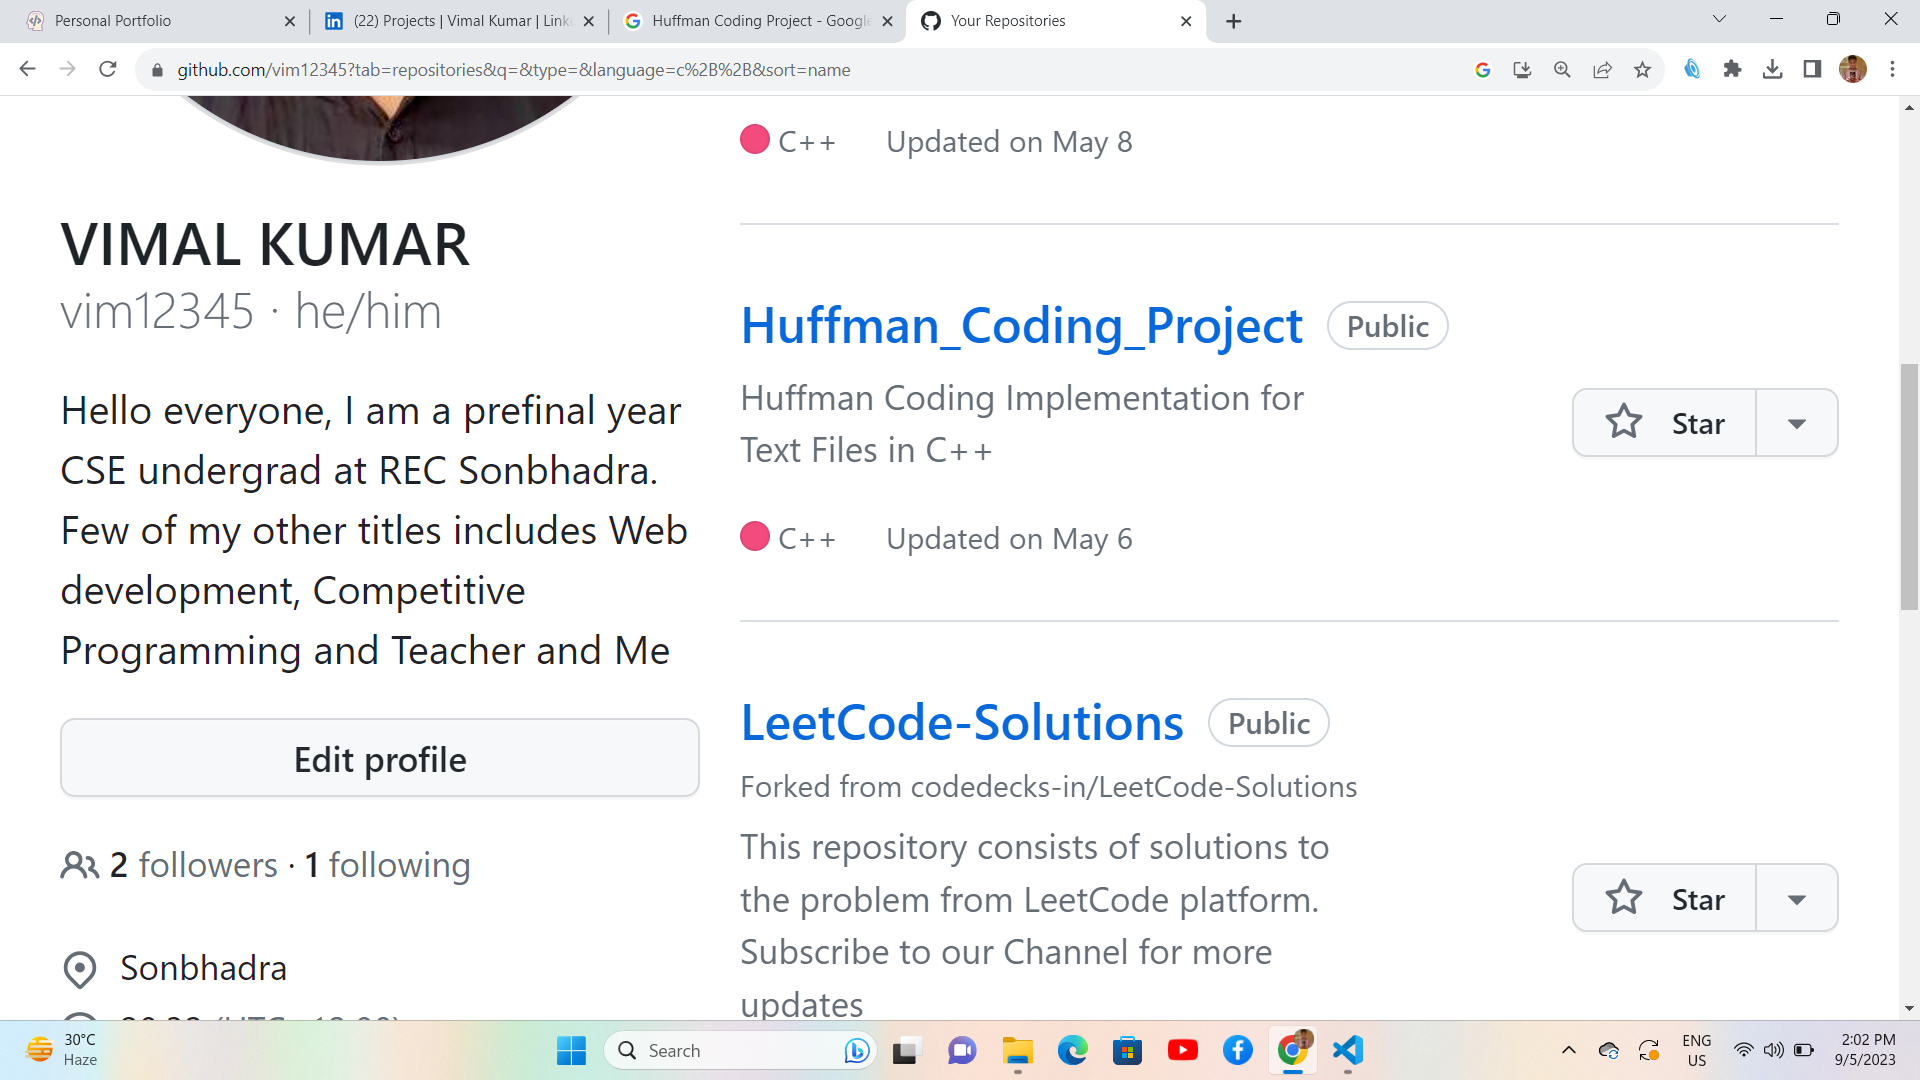 Personal Portfolio
(22) Projects | Vimal Kumar | Link
Huffman Coding Project - Google
Your Repositories
github.com/vim12345?tab=repositories&q=&type=&language=c%2B%2B&sort=name
C++ Updated on May 8
VIMAL KUMAR
vim12345 · he/him
Hello everyone, I am a prefinal year
CSE undergrad at REC Sonbhadra.
Few of my other titles includes Web
development, Competitive
Programming and Teacher and Me
Edit profile
2 followers · 1 following
Sonbhadra
Huffman_Coding_Project Public
Huffman Coding Implementation for
Text Files in C++
Star
C++ Updated on May 6
LeetCode-Solutions Public
Forked from codedecks-in/LeetCode-Solutions
This repository consists of solutions to
the problem from LeetCode platform.
Subscribe to our Channel for more
updates
Star
30°C
Haze
Search
ENG
US
2:02 PM
9/5/2023